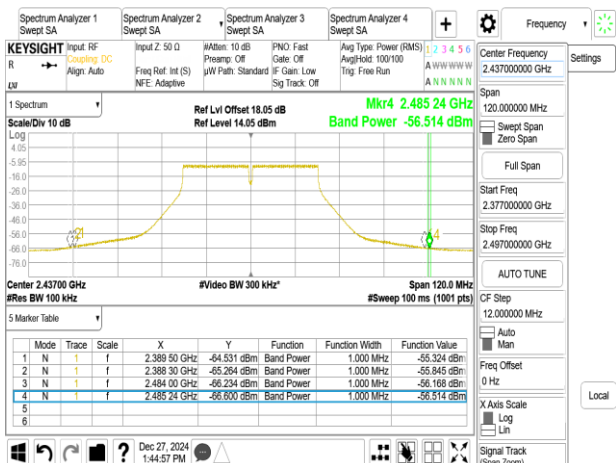 Spectrum Analyzer 1
Swept SA
Spectrum Analyzer 2
Swept SA
Spectrum Analyzer 3
Swept SA
Spectrum Analyzer 4
Swept SA
Frequency
KEYSIGHT
R
Input: RF
Coupling: DC
Align: Auto
Input Z: 50 Ω
Freq Ref: Int (S)
NFE: Adaptive
#Atten: 10 dB
Preamp: Off
µW Path: Standard
PNO: Fast
Gate: Off
IF Gain: Low
Sig Track: Off
Avg Type: Power (RMS)
Avg|Hold: 100/100
Trig: Free Run
1 2 3 4 5 6
A W W W W W
A N N N N N
1 Spectrum
Scale/Div 10 dB
Log
Ref Lvl Offset 18.05 dB
Ref Level 14.05 dBm
Mkr4 2.485 24 GHz
Band Power -56.514 dBm
4.05
-5.95
-16.0
-26.0
-36.0
-46.0
-56.0
-66.0
-76.0
4
Center 2.43700 GHz
#Res BW 100 kHz
#Video BW 300 kHz*
Span 120.0 MHz
#Sweep 100 ms (1001 pts)
5 Marker Table
Mode Trace Scale X Y Function Function Width Function Value
1 N 1 f 2.389 50 GHz -64.531 dBm Band Power 1.000 MHz -55.324 dBm
2 N 1 f 2.388 30 GHz -65.264 dBm Band Power 1.000 MHz -55.845 dBm
3 N 1 f 2.484 00 GHz -66.234 dBm Band Power 1.000 MHz -56.168 dBm
4 N 1 f 2.485 24 GHz -66.600 dBm Band Power 1.000 MHz -56.514 dBm
5
6
Dec 27, 2024
1:44:57 PM
Center Frequency
2.437000000 GHz
Settings
Span
120.000000 MHz
Swept Span
Zero Span
Full Span
Start Freq
2.377000000 GHz
Stop Freq
2.497000000 GHz
AUTO TUNE
CF Step
12.000000 MHz
Auto
Man
Freq Offset
0 Hz
X Axis Scale
Log
Lin
Local
Signal Track
(Span Zoom)